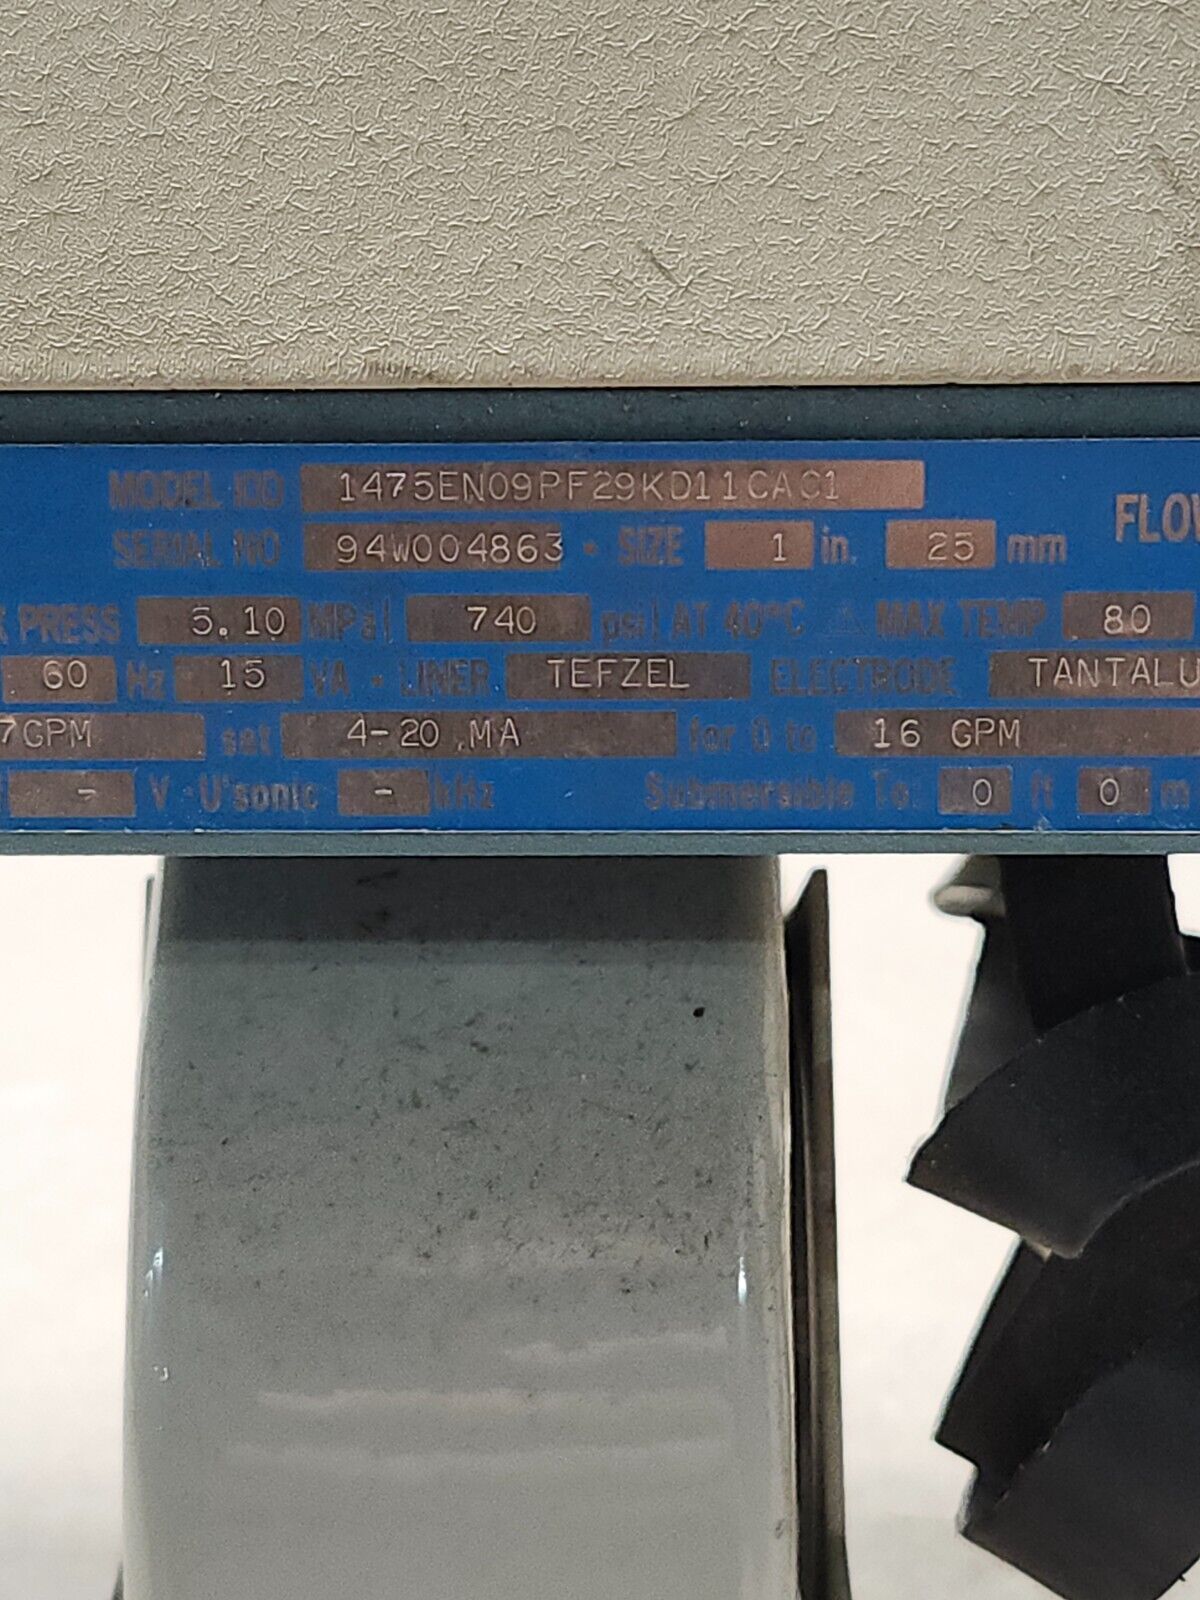 MODEL 10D 1475EN09PF29KD11CAC1
SERIAL NO 94W004863 • SIZE 1 in. 25 mm
PRESS 5.10 MPa| 740 psi| AT 40°C ⚠ MAX TEMP 80
60 Hz 15 VA • LINER TEFZEL ELECTRODE TANTALU
7GPM set 4-20 MA for 0 to 16 GPM
- V • U'sonic - kHz Submersible To: 0 ft 0 m